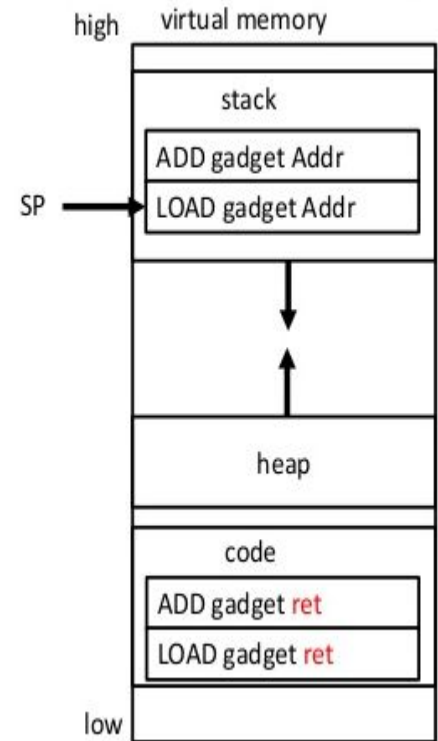 high virtual memory
stack
ADD gadget Addr
SP LOAD gadget Addr
heap
code
ADD gadget ret
LOAD gadget ret
low